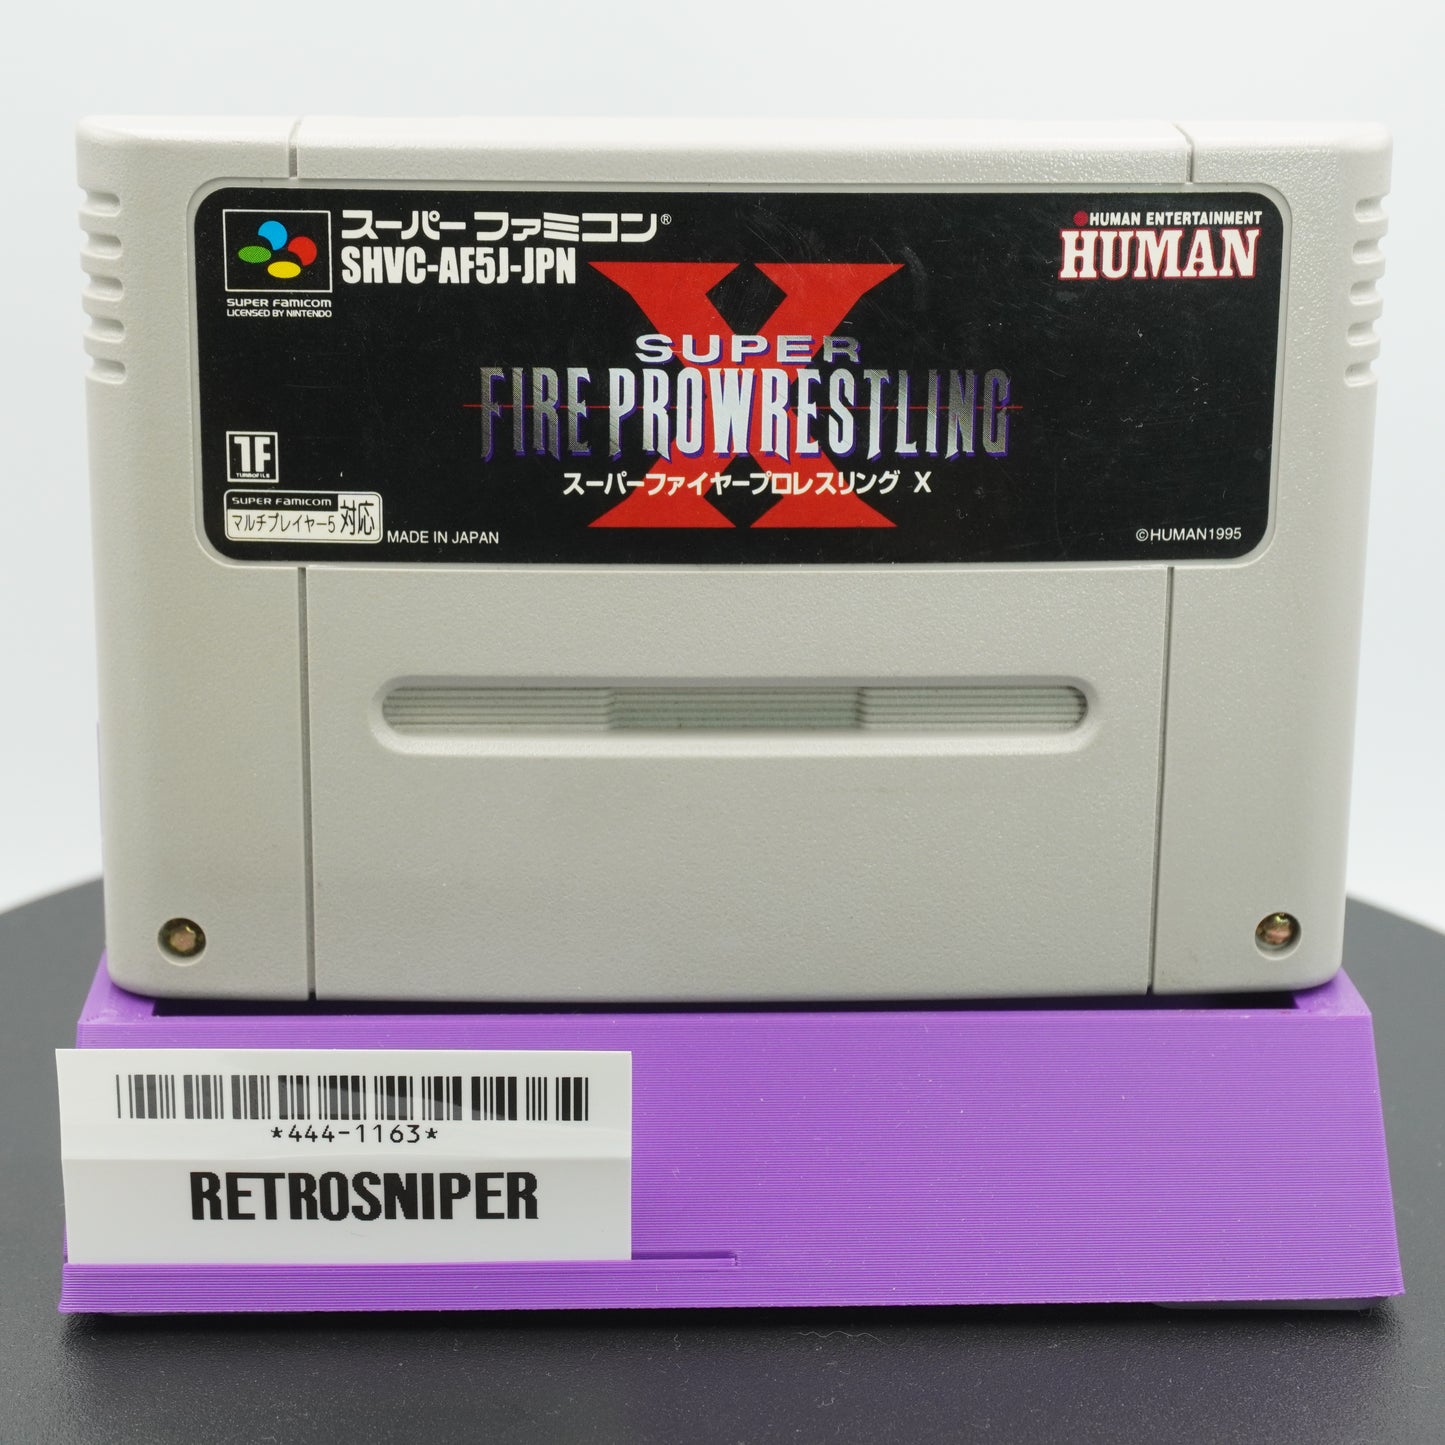 スーパーファミコン®
SHVC-AF5J-JPN
SUPER FAMICOM
LICENSED BY NINTENDO
HUMAN ENTERTAINMENT
HUMAN
X
SUPER
FIRE PROWRESTLING
スーパーファイヤープロレスリング X
TF
TURBOFILE
SUPER FAMICOM
マルチプレイヤー5 対応
MADE IN JAPAN
©HUMAN1995
*444-1163*
RETROSNIPER